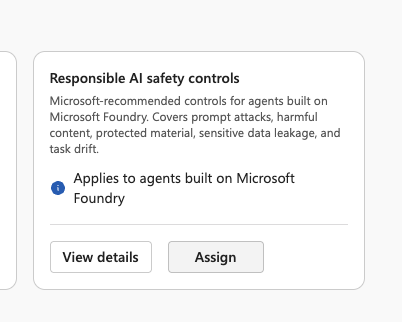 Responsible AI safety controls
Microsoft-recommended controls for agents built on
Microsoft Foundry. Covers prompt attacks, harmful
content, protected material, sensitive data leakage, and
task drift.
Applies to agents built on Microsoft
Foundry
View details
Assign